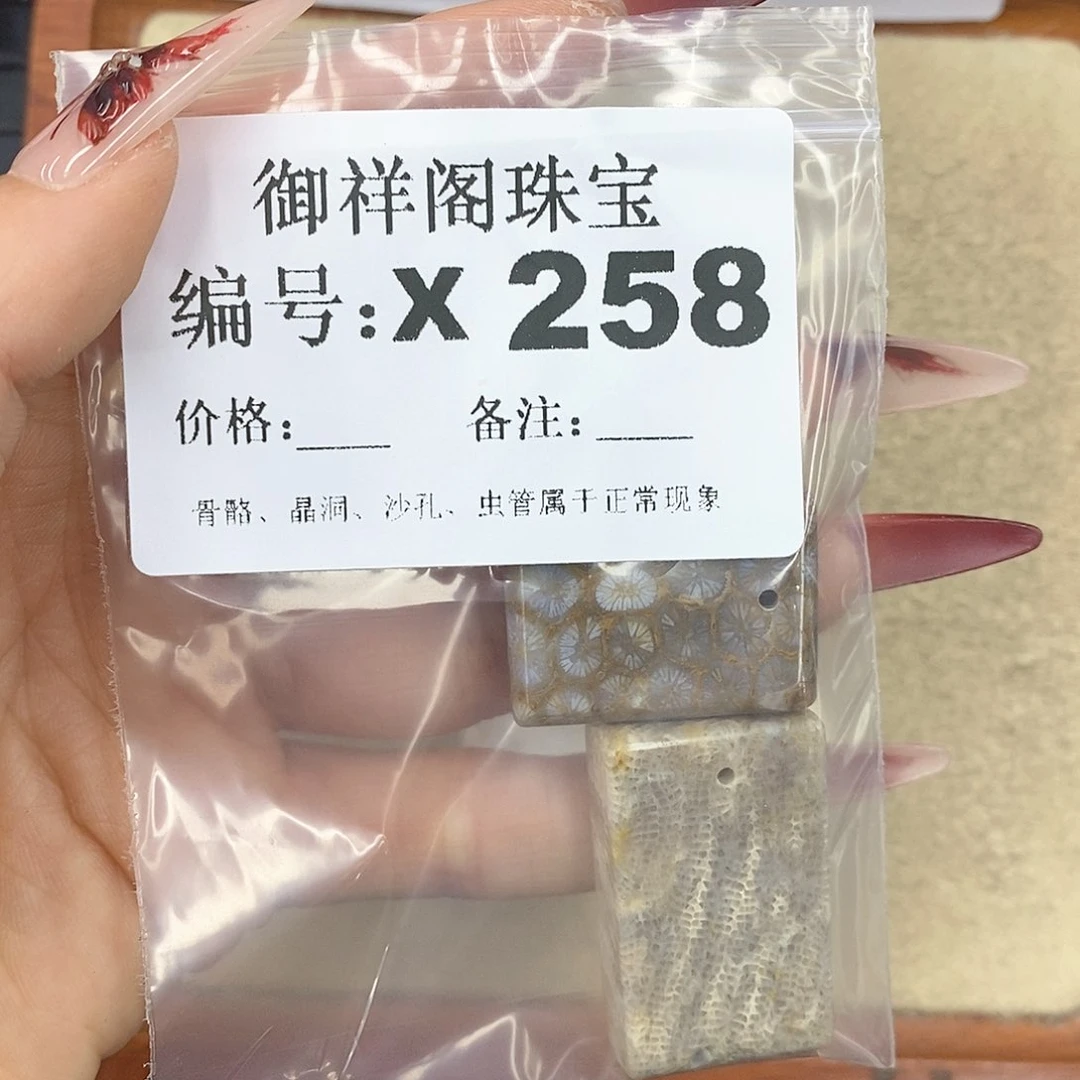 御祥阁珠宝
编号:X 258
价格:____ 备注:____
骨骼、晶洞、沙孔、虫管属于正常现象